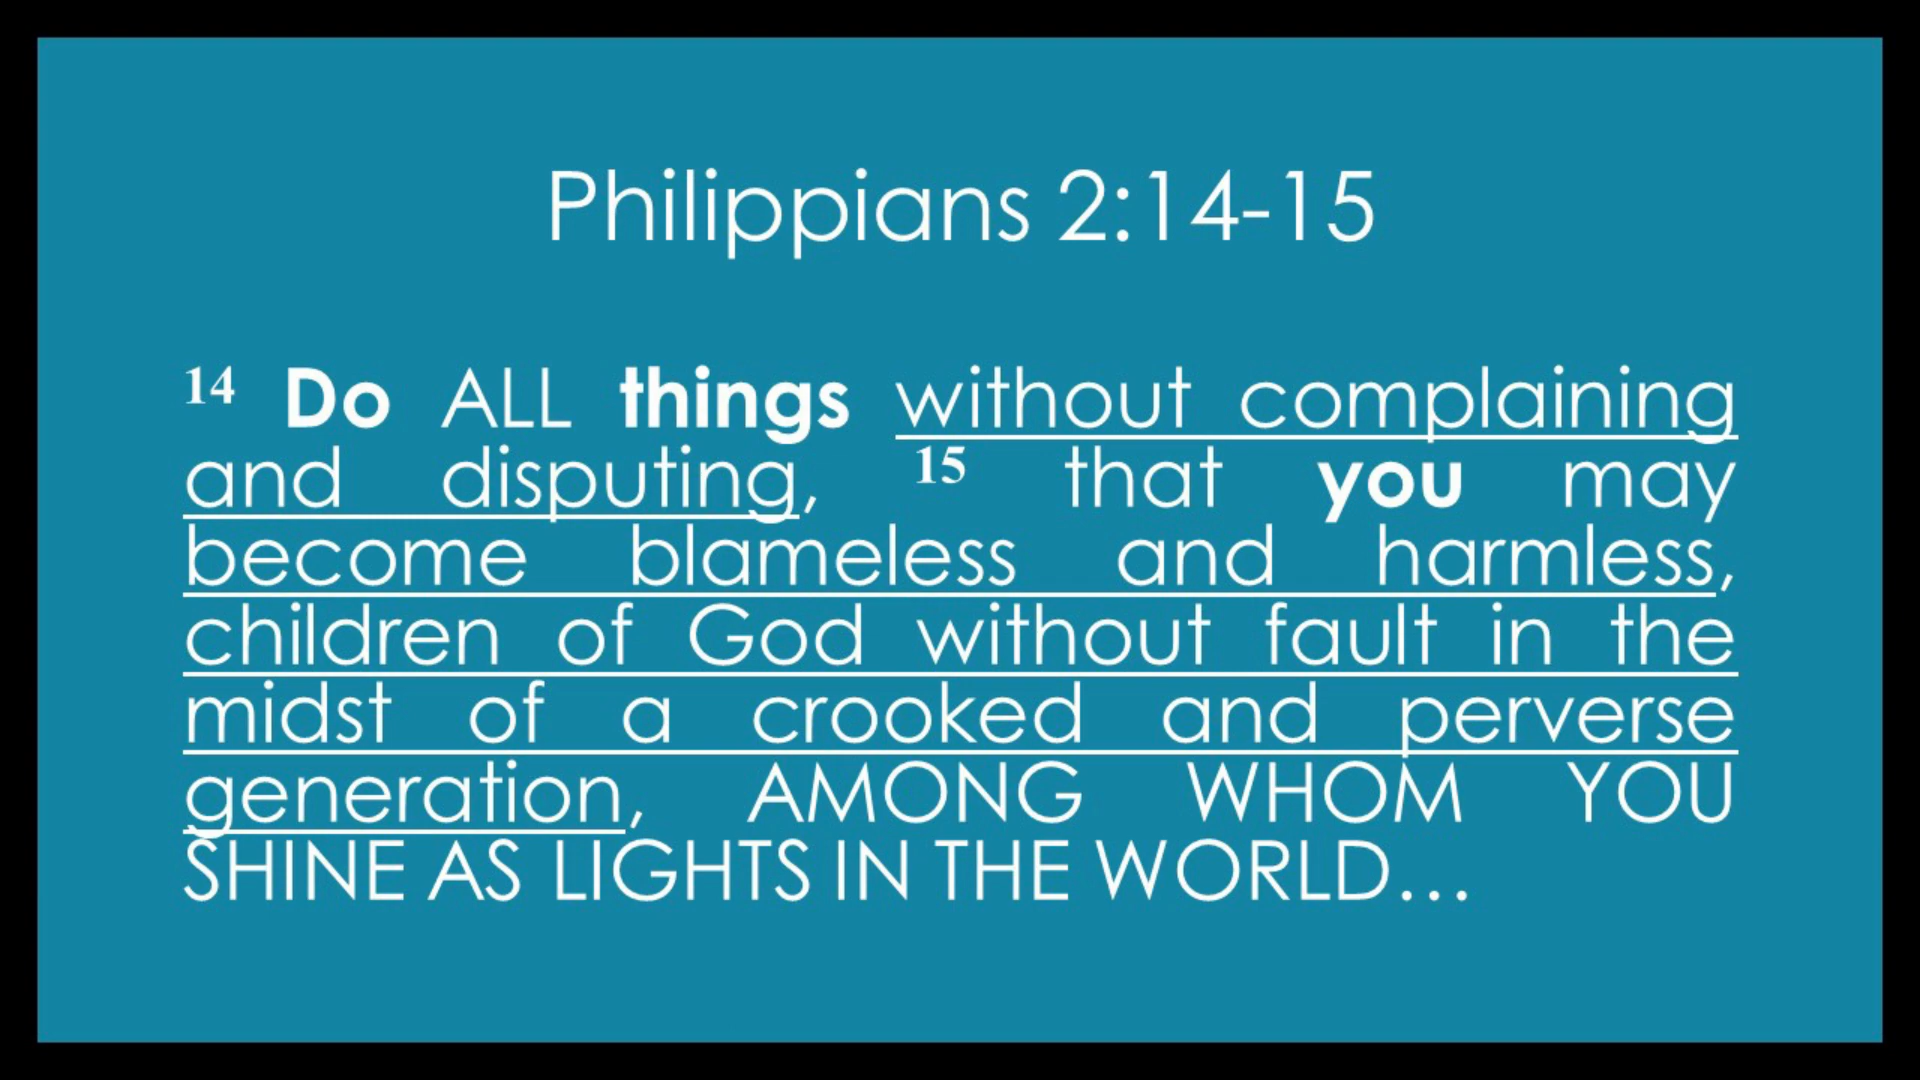 Philippians 2:14-15
14 Do ALL things without complaining
and disputing, 15 that you may
become blameless and harmless,
children of God without fault in the
midst of a crooked and perverse
generation, AMONG WHOM YOU
SHINE AS LIGHTS IN THE WORLD…